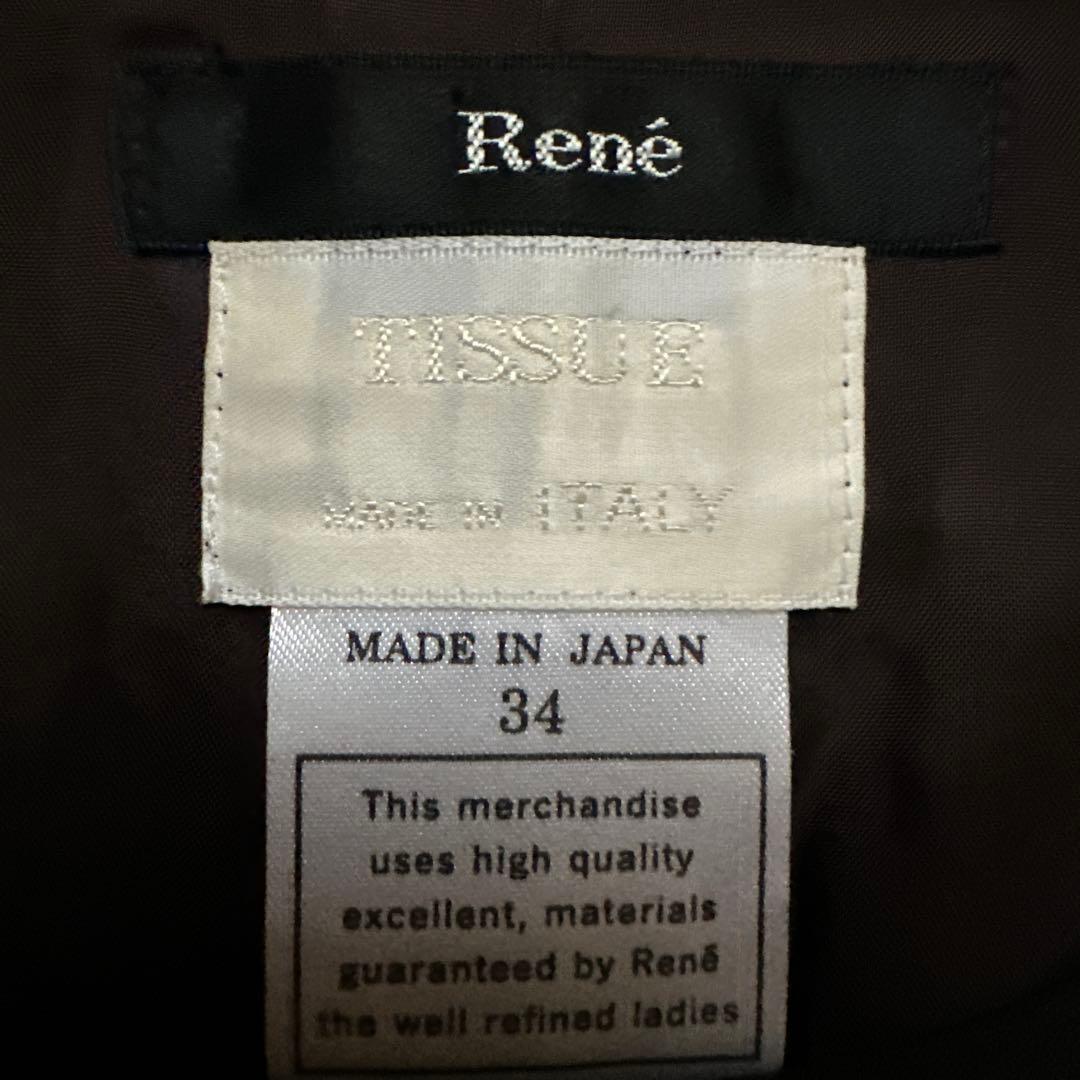 René
TISSUE
MADE IN ITALY
MADE IN JAPAN
34
This merchandise
uses high quality
excellent, materials
guaranteed by René
the well refined ladies